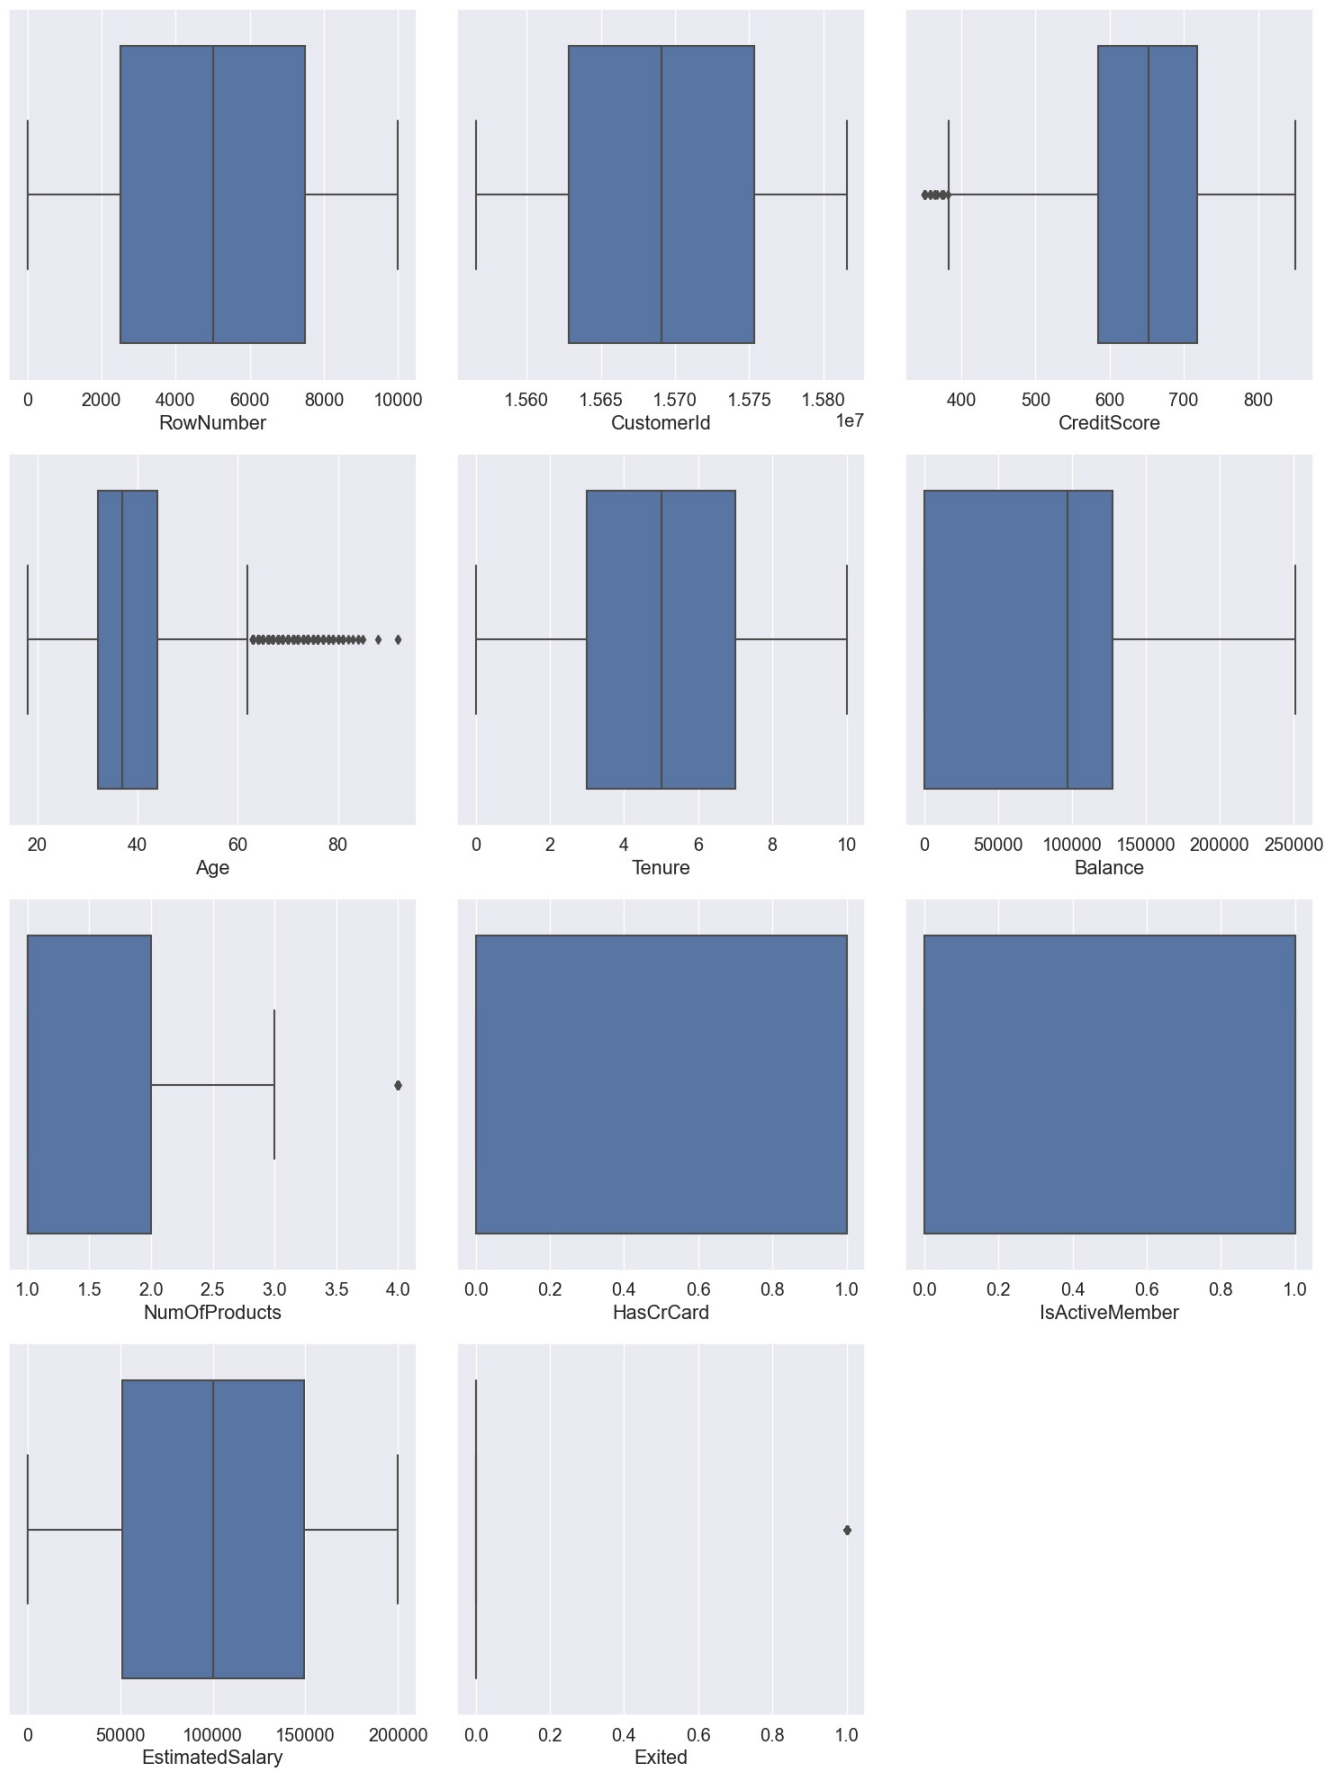 0 2000 4000 6000 8000 10000
RowNumber
1.560 1.565 1.570 1.575 1.580
1e7
CustomerId
400 500 600 700 800
CreditScore
20 40 60 80
Age
0 2 4 6 8 10
Tenure
0 50000 100000 150000 200000 250000
Balance
1.0 1.5 2.0 2.5 3.0 3.5 4.0
NumOfProducts
0.0 0.2 0.4 0.6 0.8 1.0
HasCrCard
0.0 0.2 0.4 0.6 0.8 1.0
IsActiveMember
0 50000 100000 150000 200000
EstimatedSalary
0.0 0.2 0.4 0.6 0.8 1.0
Exited